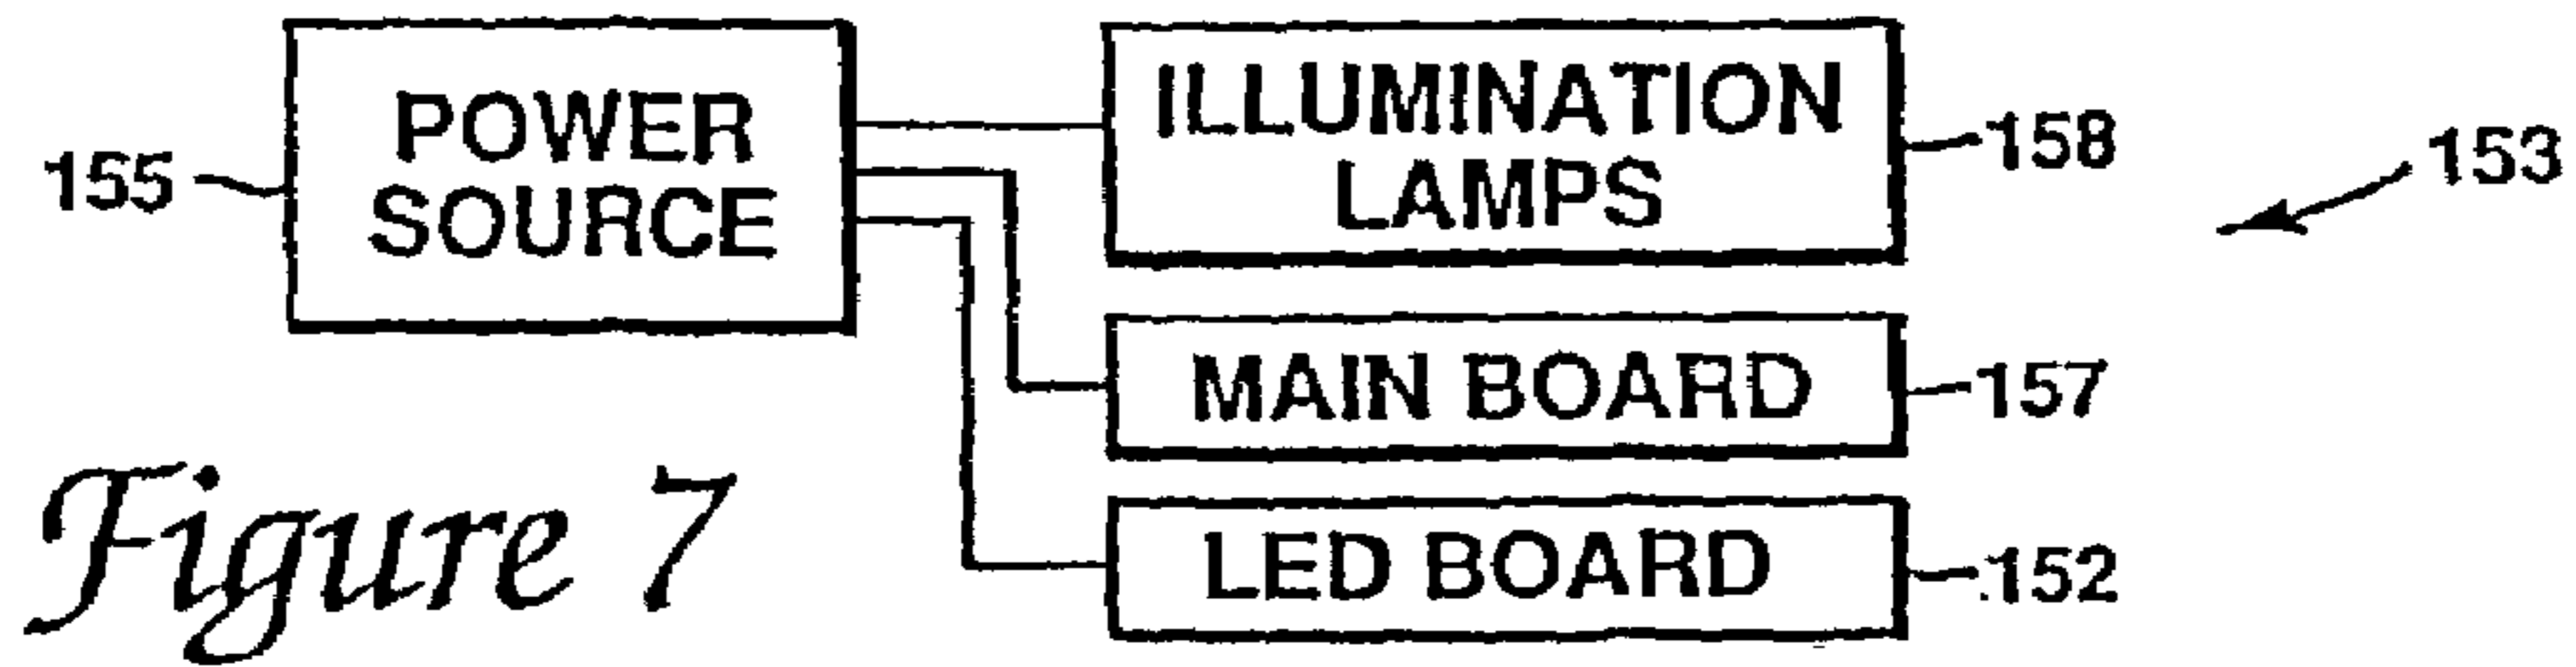 POWER
SOURCE
155
ILLUMINATION
LAMPS
158
153
MAIN BOARD
157
LED BOARD
152
Figure 7